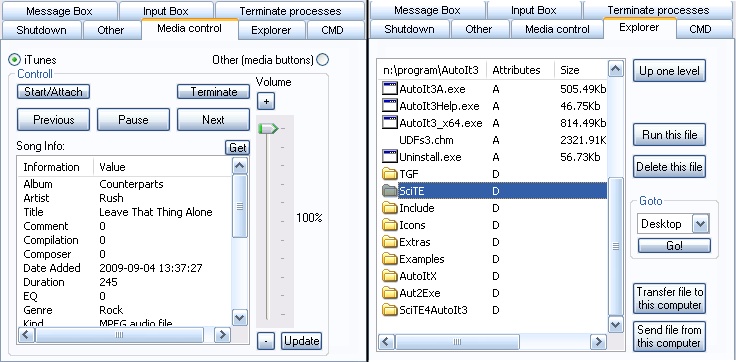 Message Box Input Box Terminate processes
Shutdown Other Media control Explorer CMD
iTunes Other (media buttons)
Controll Volume
Start/Attach Terminate +
Previous Pause Next
Song Info: Get
Information Value
Album Counterparts
Artist Rush
Title Leave That Thing Alone
Comment 0
Compilation 0
Composer 0
Date Added 2009-09-04 13:37:27
Duration 245
EQ 0
Genre Rock
Kind MPEG audio file
100%
- Update
Message Box Input Box Terminate processes
Shutdown Other Media control Explorer CMD
n:\program\AutoIt3 Attributes Size
AutoIt3A.exe A 505.49Kb
AutoIt3Help.exe A 46.75Kb
AutoIt3_x64.exe A 814.49Kb
UDFs3.chm A 2321.91K
Uninstall.exe A 56.73Kb
TGF D
SciTE D
Include D
Icons D
Extras D
Examples D
AutoItX D
Aut2Exe D
SciTE4AutoIt3 D
Up one level
Run this file
Delete this file
Goto
Desktop
Go!
Transfer file to
this computer
Send file from
this computer